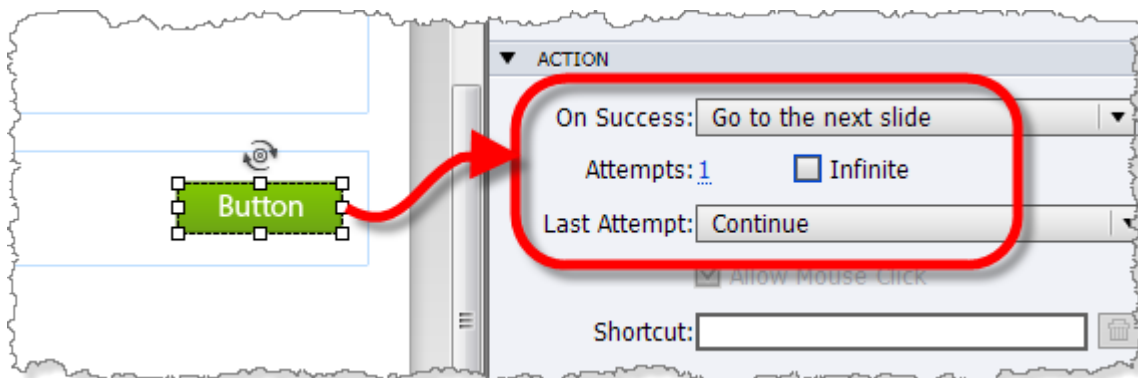 ACTION
On Success: Go to the next slide
Attempts: 1 Infinite
Button
Last Attempt: Continue
Allow Mouse Click
Shortcut: